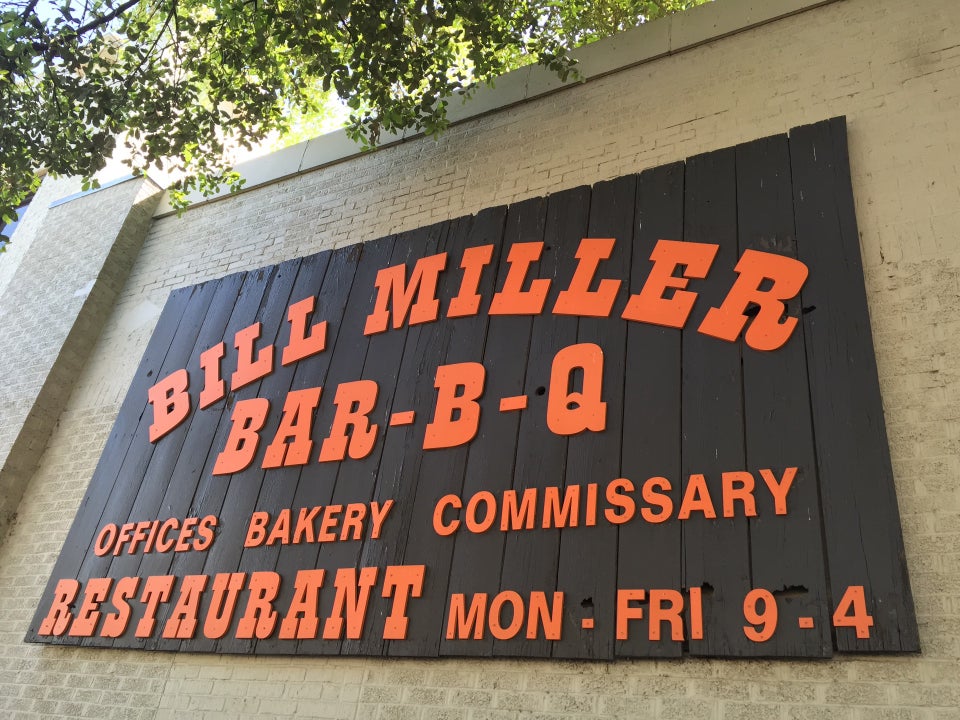 BILL MILLER
BAR-B-Q
OFFICES BAKERY COMMISSARY
RESTAURANT MON - FRI 9-4